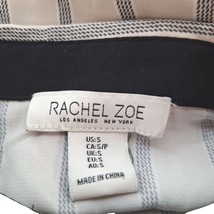 RACHEL ZOE
LOS ANGELES NEW YORK
US:S
CA:S/P
UK:S
EU:S
AU:S
MADE IN CHINA